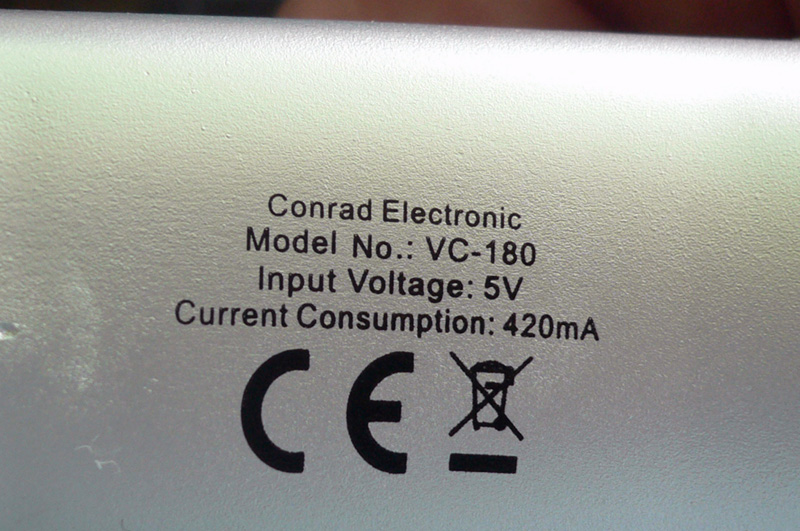 Conrad Electronic
Model No.: VC-180
Input Voltage: 5V
Current Consumption: 420mA
CE